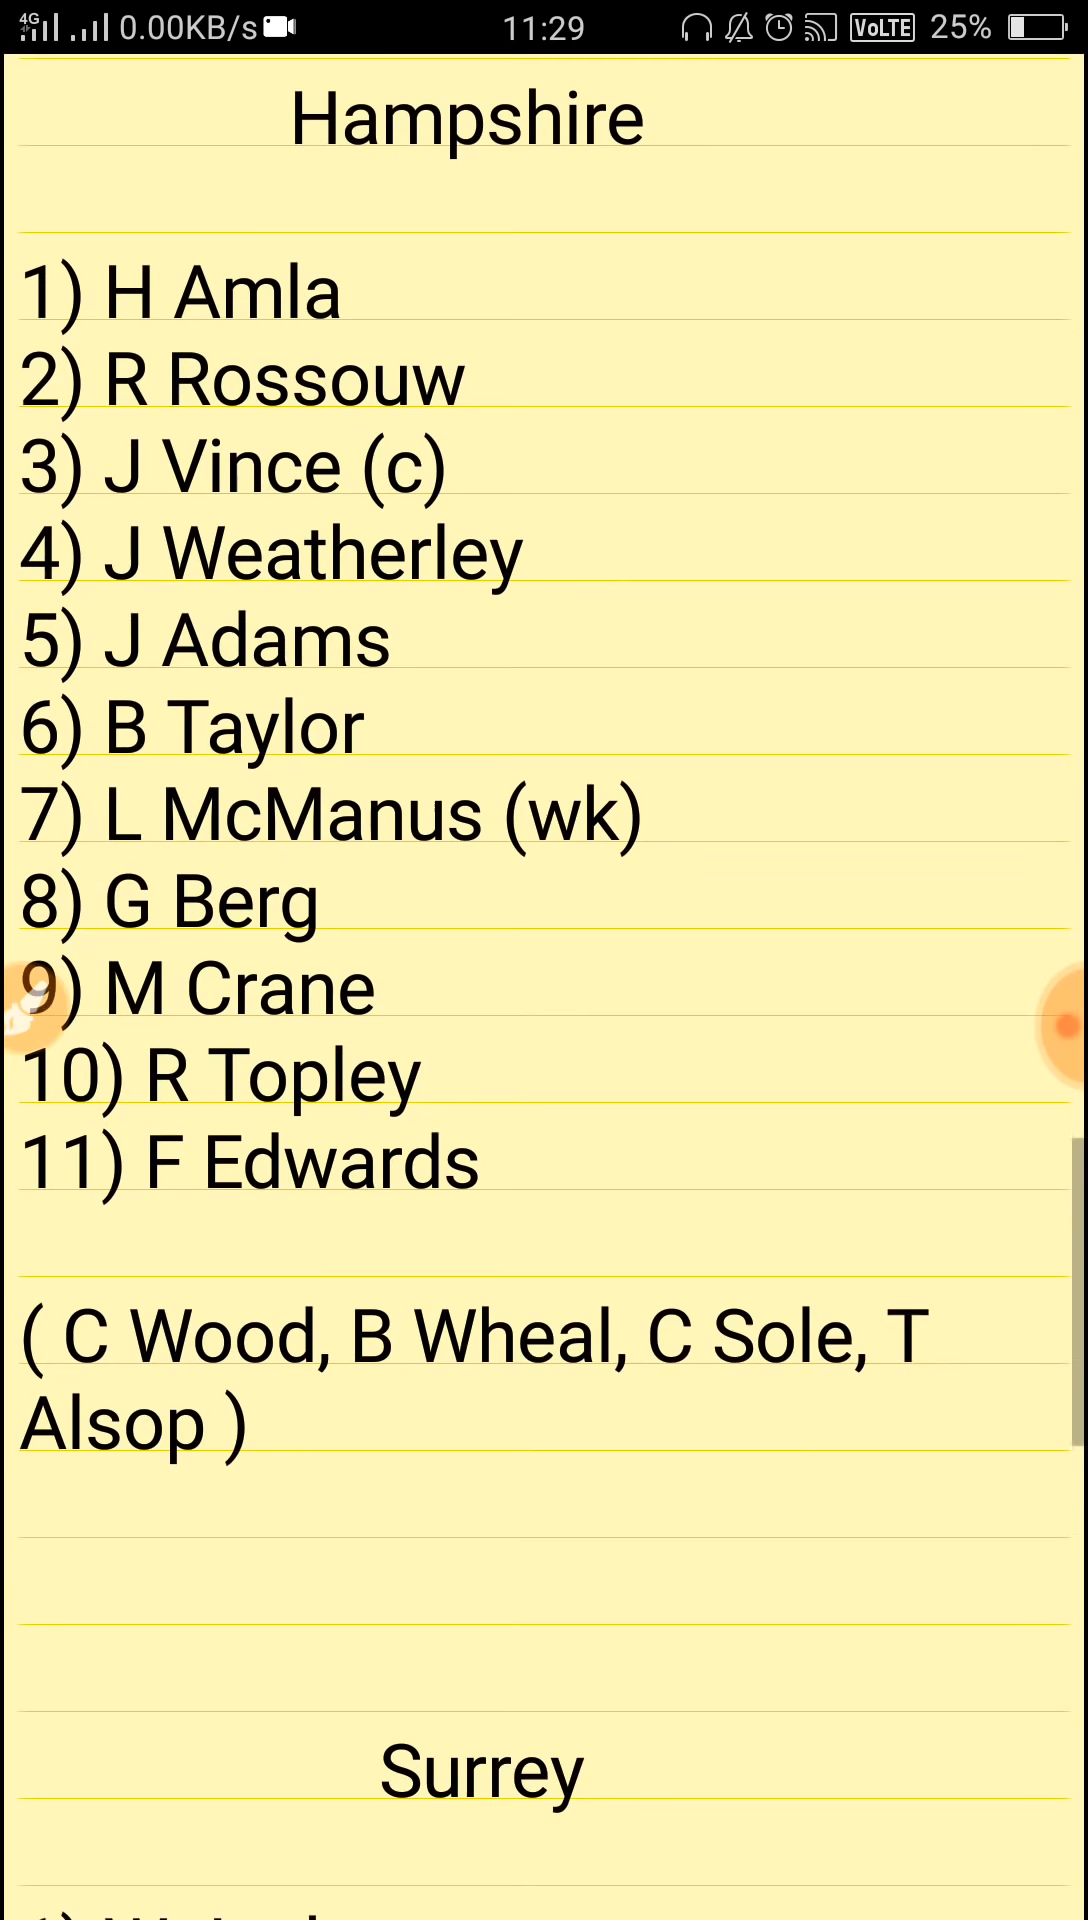 4G 0.00KB/s 11:29 VoLTE 25%
Hampshire
1) H Amla
2) R Rossouw
3) J Vince (c)
4) J Weatherley
5) J Adams
6) B Taylor
7) L McManus (wk)
8) G Berg
9) M Crane
10) R Topley
11) F Edwards
( C Wood, B Wheal, C Sole, T
Alsop )
Surrey